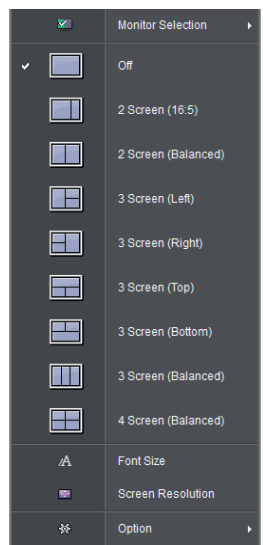 Monitor Selection
Off
2 Screen (16:5)
2 Screen (Balanced)
3 Screen (Left)
3 Screen (Right)
3 Screen (Top)
3 Screen (Bottom)
3 Screen (Balanced)
4 Screen (Balanced)
Font Size
Screen Resolution
Option